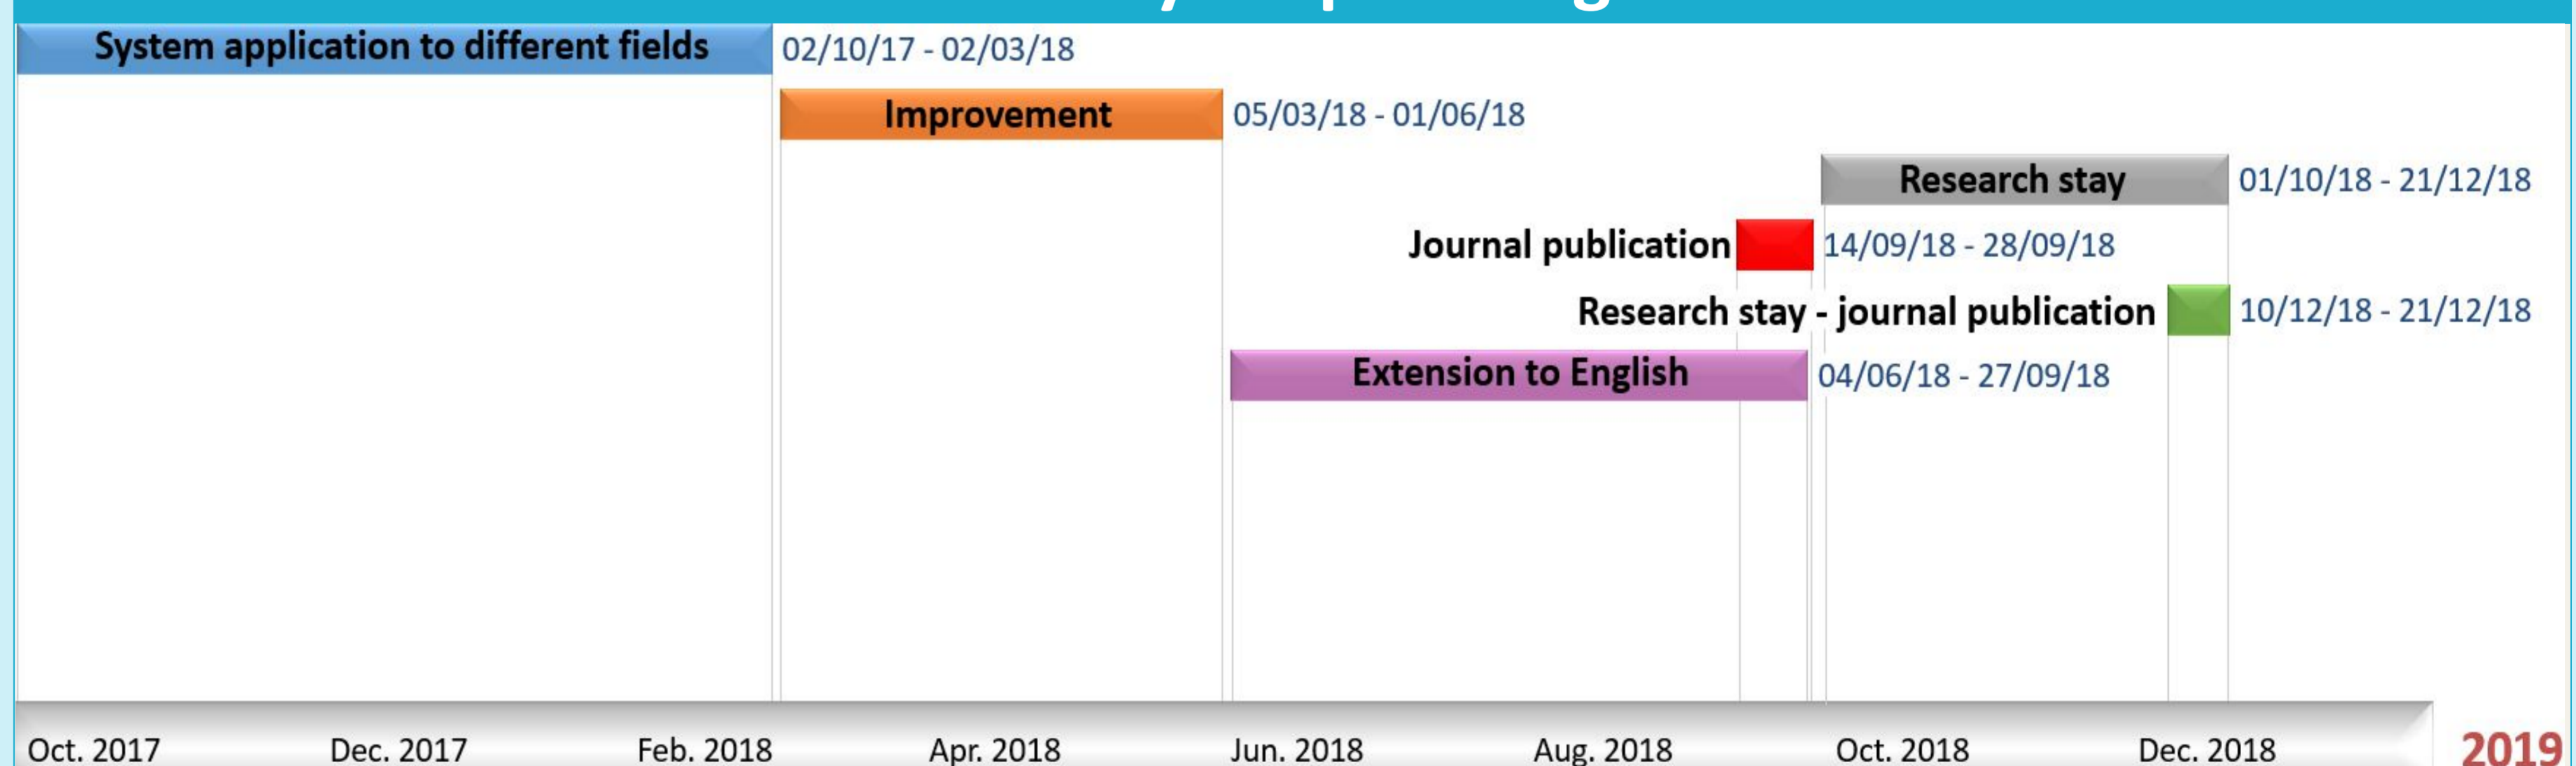 System application to different fields 02/10/17 - 02/03/18
Improvement 05/03/18 - 01/06/18
Research stay 01/10/18 - 21/12/18
Journal publication 14/09/18 - 28/09/18
Research stay - journal publication 10/12/18 - 21/12/18
Extension to English 04/06/18 - 27/09/18
Oct. 2017 Dec. 2017 Feb. 2018 Apr. 2018 Jun. 2018 Aug. 2018 Oct. 2018 Dec. 2018 2019